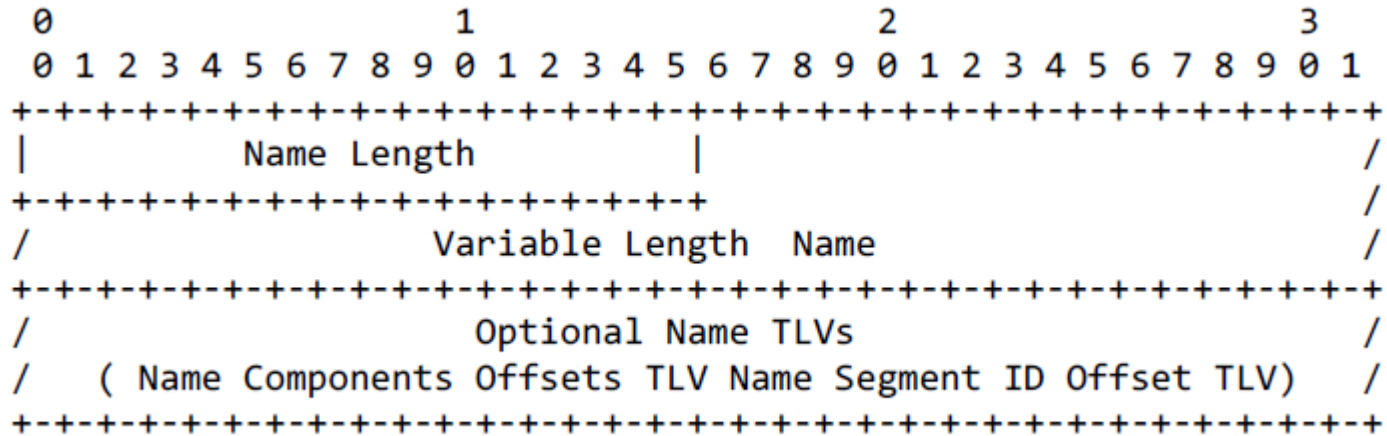 0                   1                   2                   3
 0 1 2 3 4 5 6 7 8 9 0 1 2 3 4 5 6 7 8 9 0 1 2 3 4 5 6 7 8 9 0 1
+-+-+-+-+-+-+-+-+-+-+-+-+-+-+-+-+-+-+-+-+-+-+-+-+-+-+-+-+-+-+-+-+
|          Name Length          |                               /
+-+-+-+-+-+-+-+-+-+-+-+-+-+-+-+-+                               /
/                   Variable Length  Name                       /
+-+-+-+-+-+-+-+-+-+-+-+-+-+-+-+-+-+-+-+-+-+-+-+-+-+-+-+-+-+-+-+-+
/                     Optional Name TLVs                        /
/   ( Name Components Offsets TLV Name Segment ID Offset TLV)   /
+-+-+-+-+-+-+-+-+-+-+-+-+-+-+-+-+-+-+-+-+-+-+-+-+-+-+-+-+-+-+-+-+